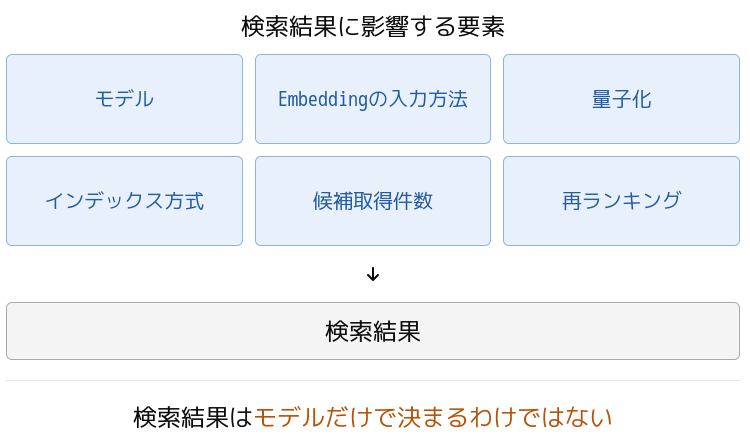 検索結果に影響する要素
モデル
Embeddingの入力方法
量子化
インデックス方式
候補取得件数
再ランキング
↓
検索結果
検索結果はモデルだけで決まるわけではない